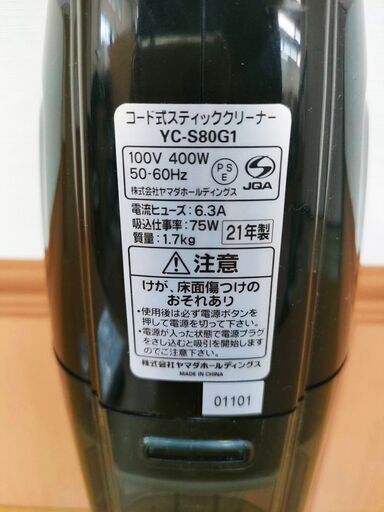 コード式スティッククリーナー
YC-S80G1
100V 400W
50-60Hz
PS
E
JQA
株式会社ヤマダホールディングス
電流ヒューズ：6.3A
吸込仕事率：75W
質量：1.7kg
21年製
注意
けが、床面傷つけの
おそれあり
・使用後は必ず電源ボタンを
押して電源を切って下さい。
・電源が入った状態で電源プラグ
をさし込むと吸引を開始します
株式会社ヤマダホールディングス
MADE IN CHINA
01101